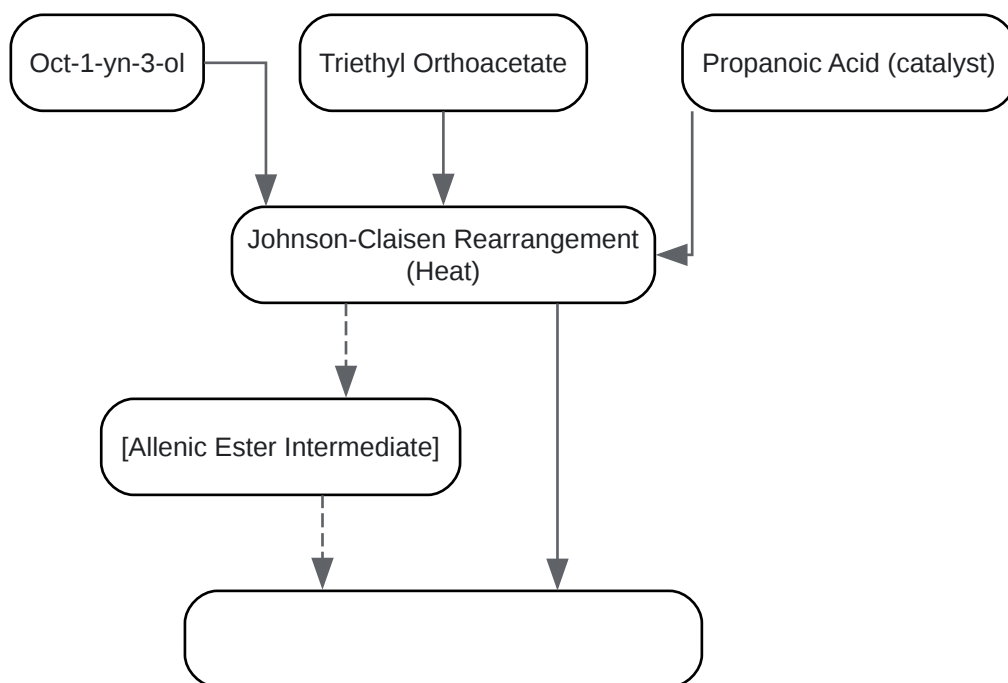 Oct-1-yn-3-ol
Triethyl Orthoacetate
Propanoic Acid (catalyst)
Johnson-Claisen Rearrangement
(Heat)
[Allenic Ester Intermediate]